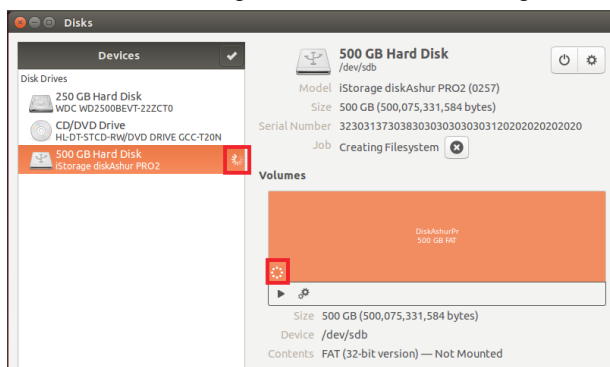 Disks
Devices
Disk Drives
250 GB Hard Disk
WDC WD2500BEVT-22ZCT0
CD/DVD Drive
HL-DT-STCD-RW/DVD DRIVE GCC-T20N
500 GB Hard Disk
iStorage diskAshur PRO2
500 GB Hard Disk
/dev/sdb
Model iStorage diskAshur PRO2 (0257)
Size 500 GB (500,075,331,584 bytes)
Job Creating Filesystem
Volumes
DiskAshurPr
500 GB FAT
Size 500 GB (500,075,331,584 bytes)
Device /dev/sdb
Contents FAT (32-bit version) — Not Mounted